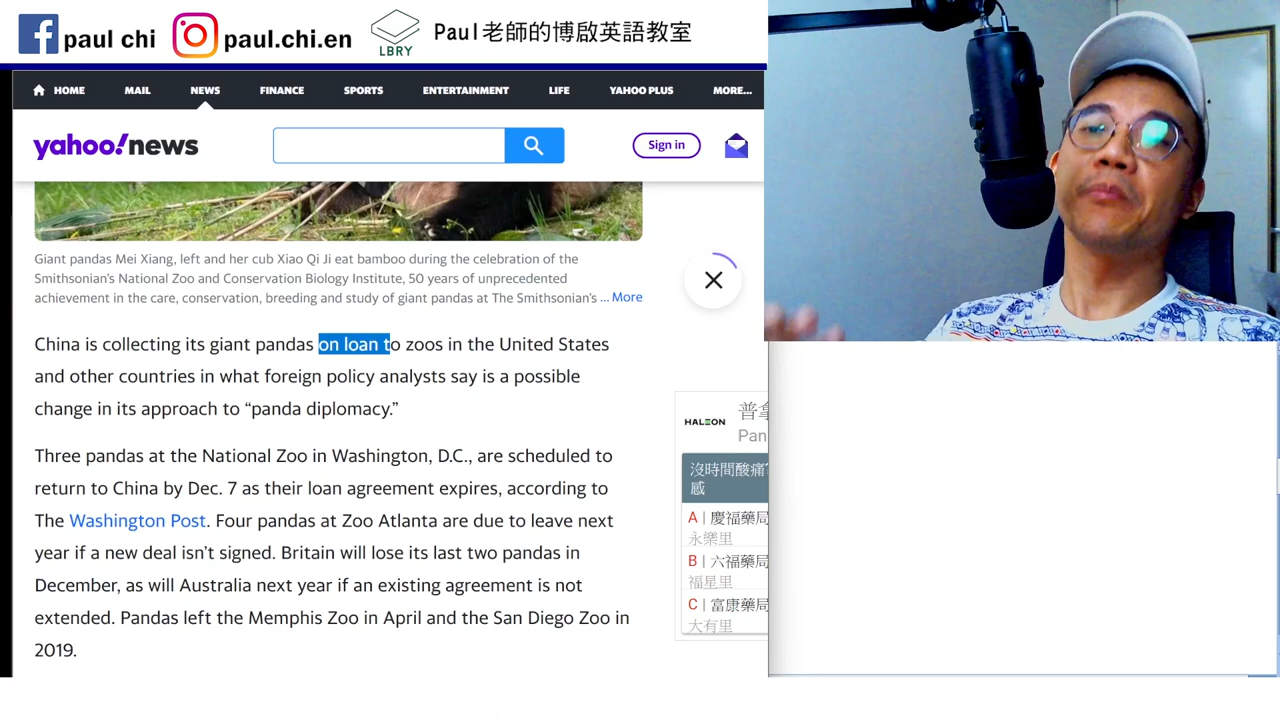 paul chi
paul.chi.en
LBRY
Paul老師的博啟英語教室
HOME MAIL NEWS FINANCE SPORTS ENTERTAINMENT LIFE YAHOO PLUS MORE...
yahoo!news
Sign in
Giant pandas Mei Xiang, left and her cub Xiao Qi Ji eat bamboo during the celebration of the
Smithsonian's National Zoo and Conservation Biology Institute, 50 years of unprecedented
achievement in the care, conservation, breeding and study of giant pandas at The Smithsonian's ... More
China is collecting its giant pandas on loan to zoos in the United States
and other countries in what foreign policy analysts say is a possible
change in its approach to “panda diplomacy.”
Three pandas at the National Zoo in Washington, D.C., are scheduled to
return to China by Dec. 7 as their loan agreement expires, according to
The Washington Post. Four pandas at Zoo Atlanta are due to leave next
year if a new deal isn’t signed. Britain will lose its last two pandas in
December, as will Australia next year if an existing agreement is not
extended. Pandas left the Memphis Zoo in April and the San Diego Zoo in
2019.
HALEON
普拿
Pan
沒時間酸痛
感
A | 慶福藥局
永樂里
B | 六福藥局
福星里
C | 富康藥局
大有里